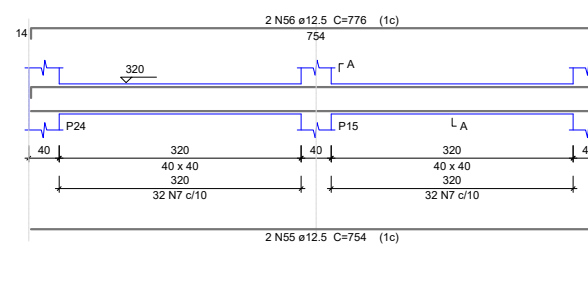 2 N56 ø12.5 C=776 (1c)
14
754
320
A
P24
P15
A
40 320 40 320 4
40 x 40 40 x 40
320 320
32 N7 c/10 32 N7 c/10
2 N55 ø12.5 C=754 (1c)